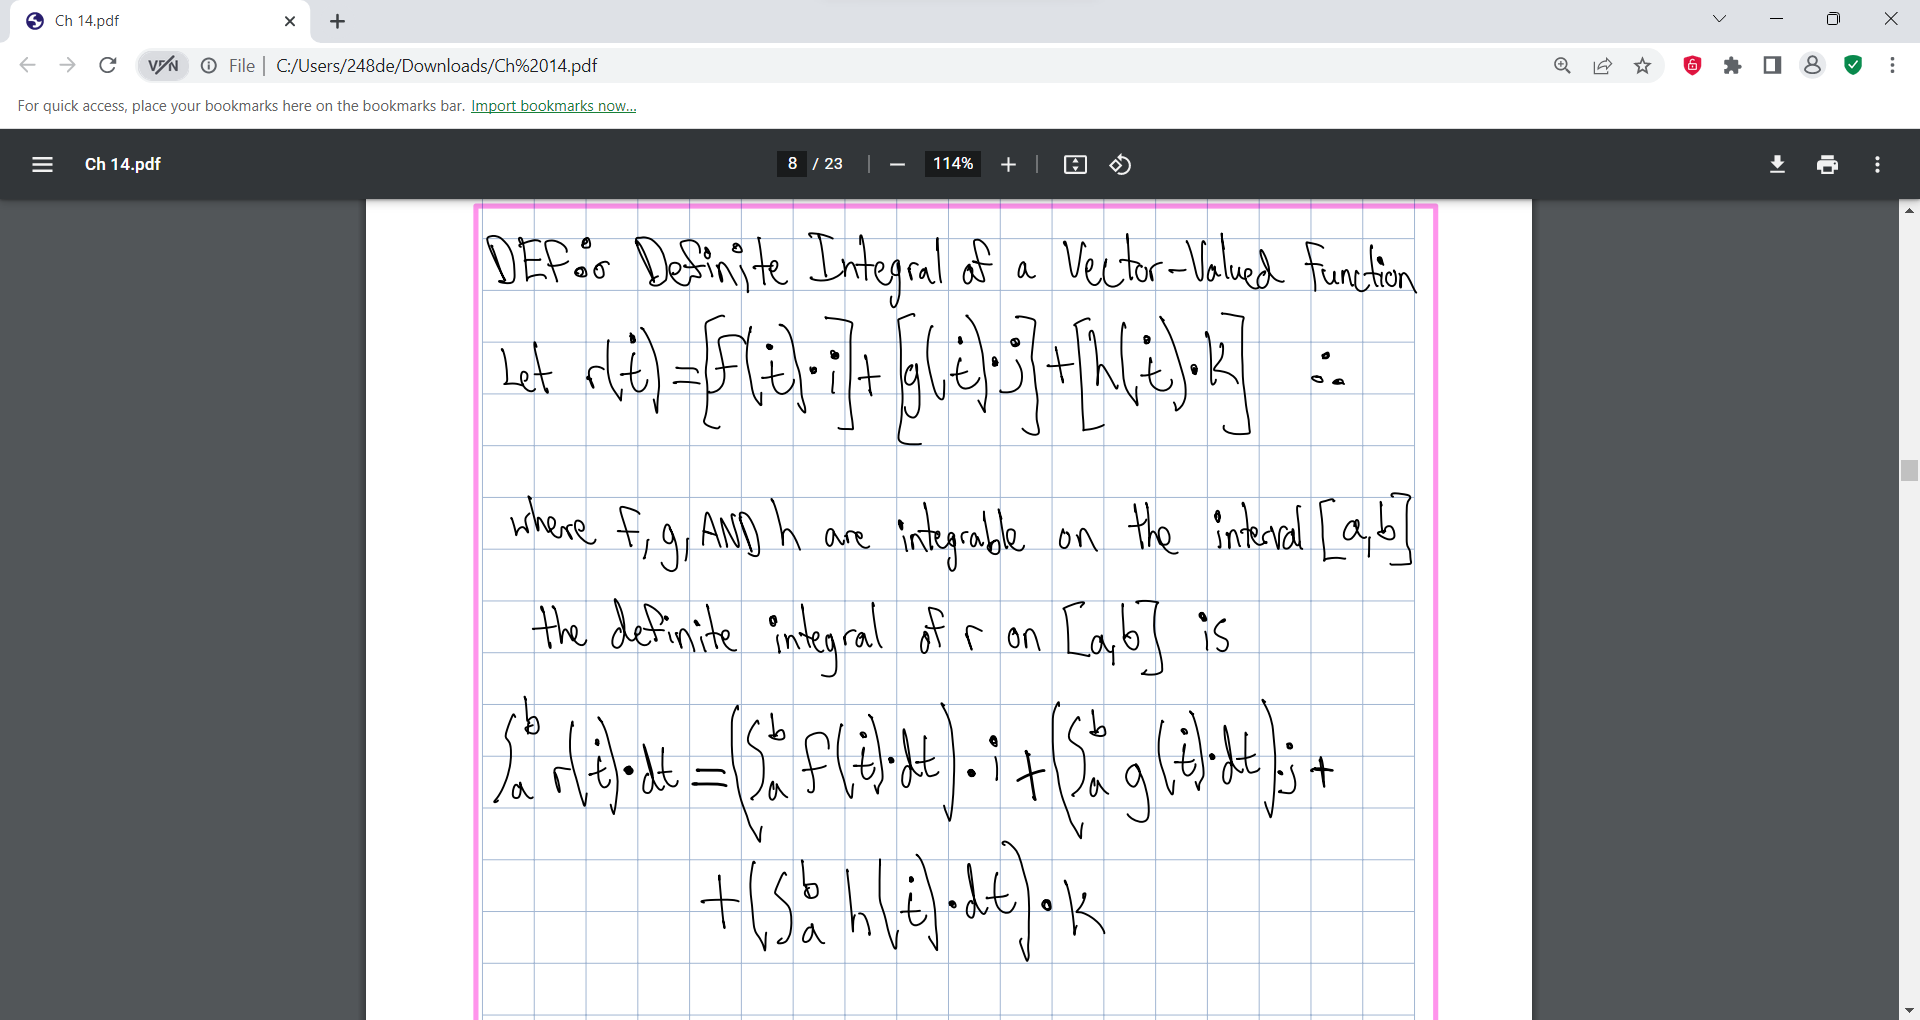 Ch 14.pdf
VPN File C:/Users/248de/Downloads/Ch%2014.pdf
For quick access, place your bookmarks here on the bookmarks bar. Import bookmarks now...
Ch 14.pdf 8 / 23 114%
DEF: Definite Integral of a Vector-Valued Function
Let r(t) = [f(t)·i] + [g(t)·j] + [h(t)·k] ∴
where f, g, AND h are integrable on the interval [a,b]
the definite integral of r on [a,b] is
∫ₐᵇ r(t)·dt = (∫ₐᵇ f(t)·dt)·i + (∫ₐᵇ g(t)·dt)·j +
+ (∫ₐᵇ h(t)·dt)·k